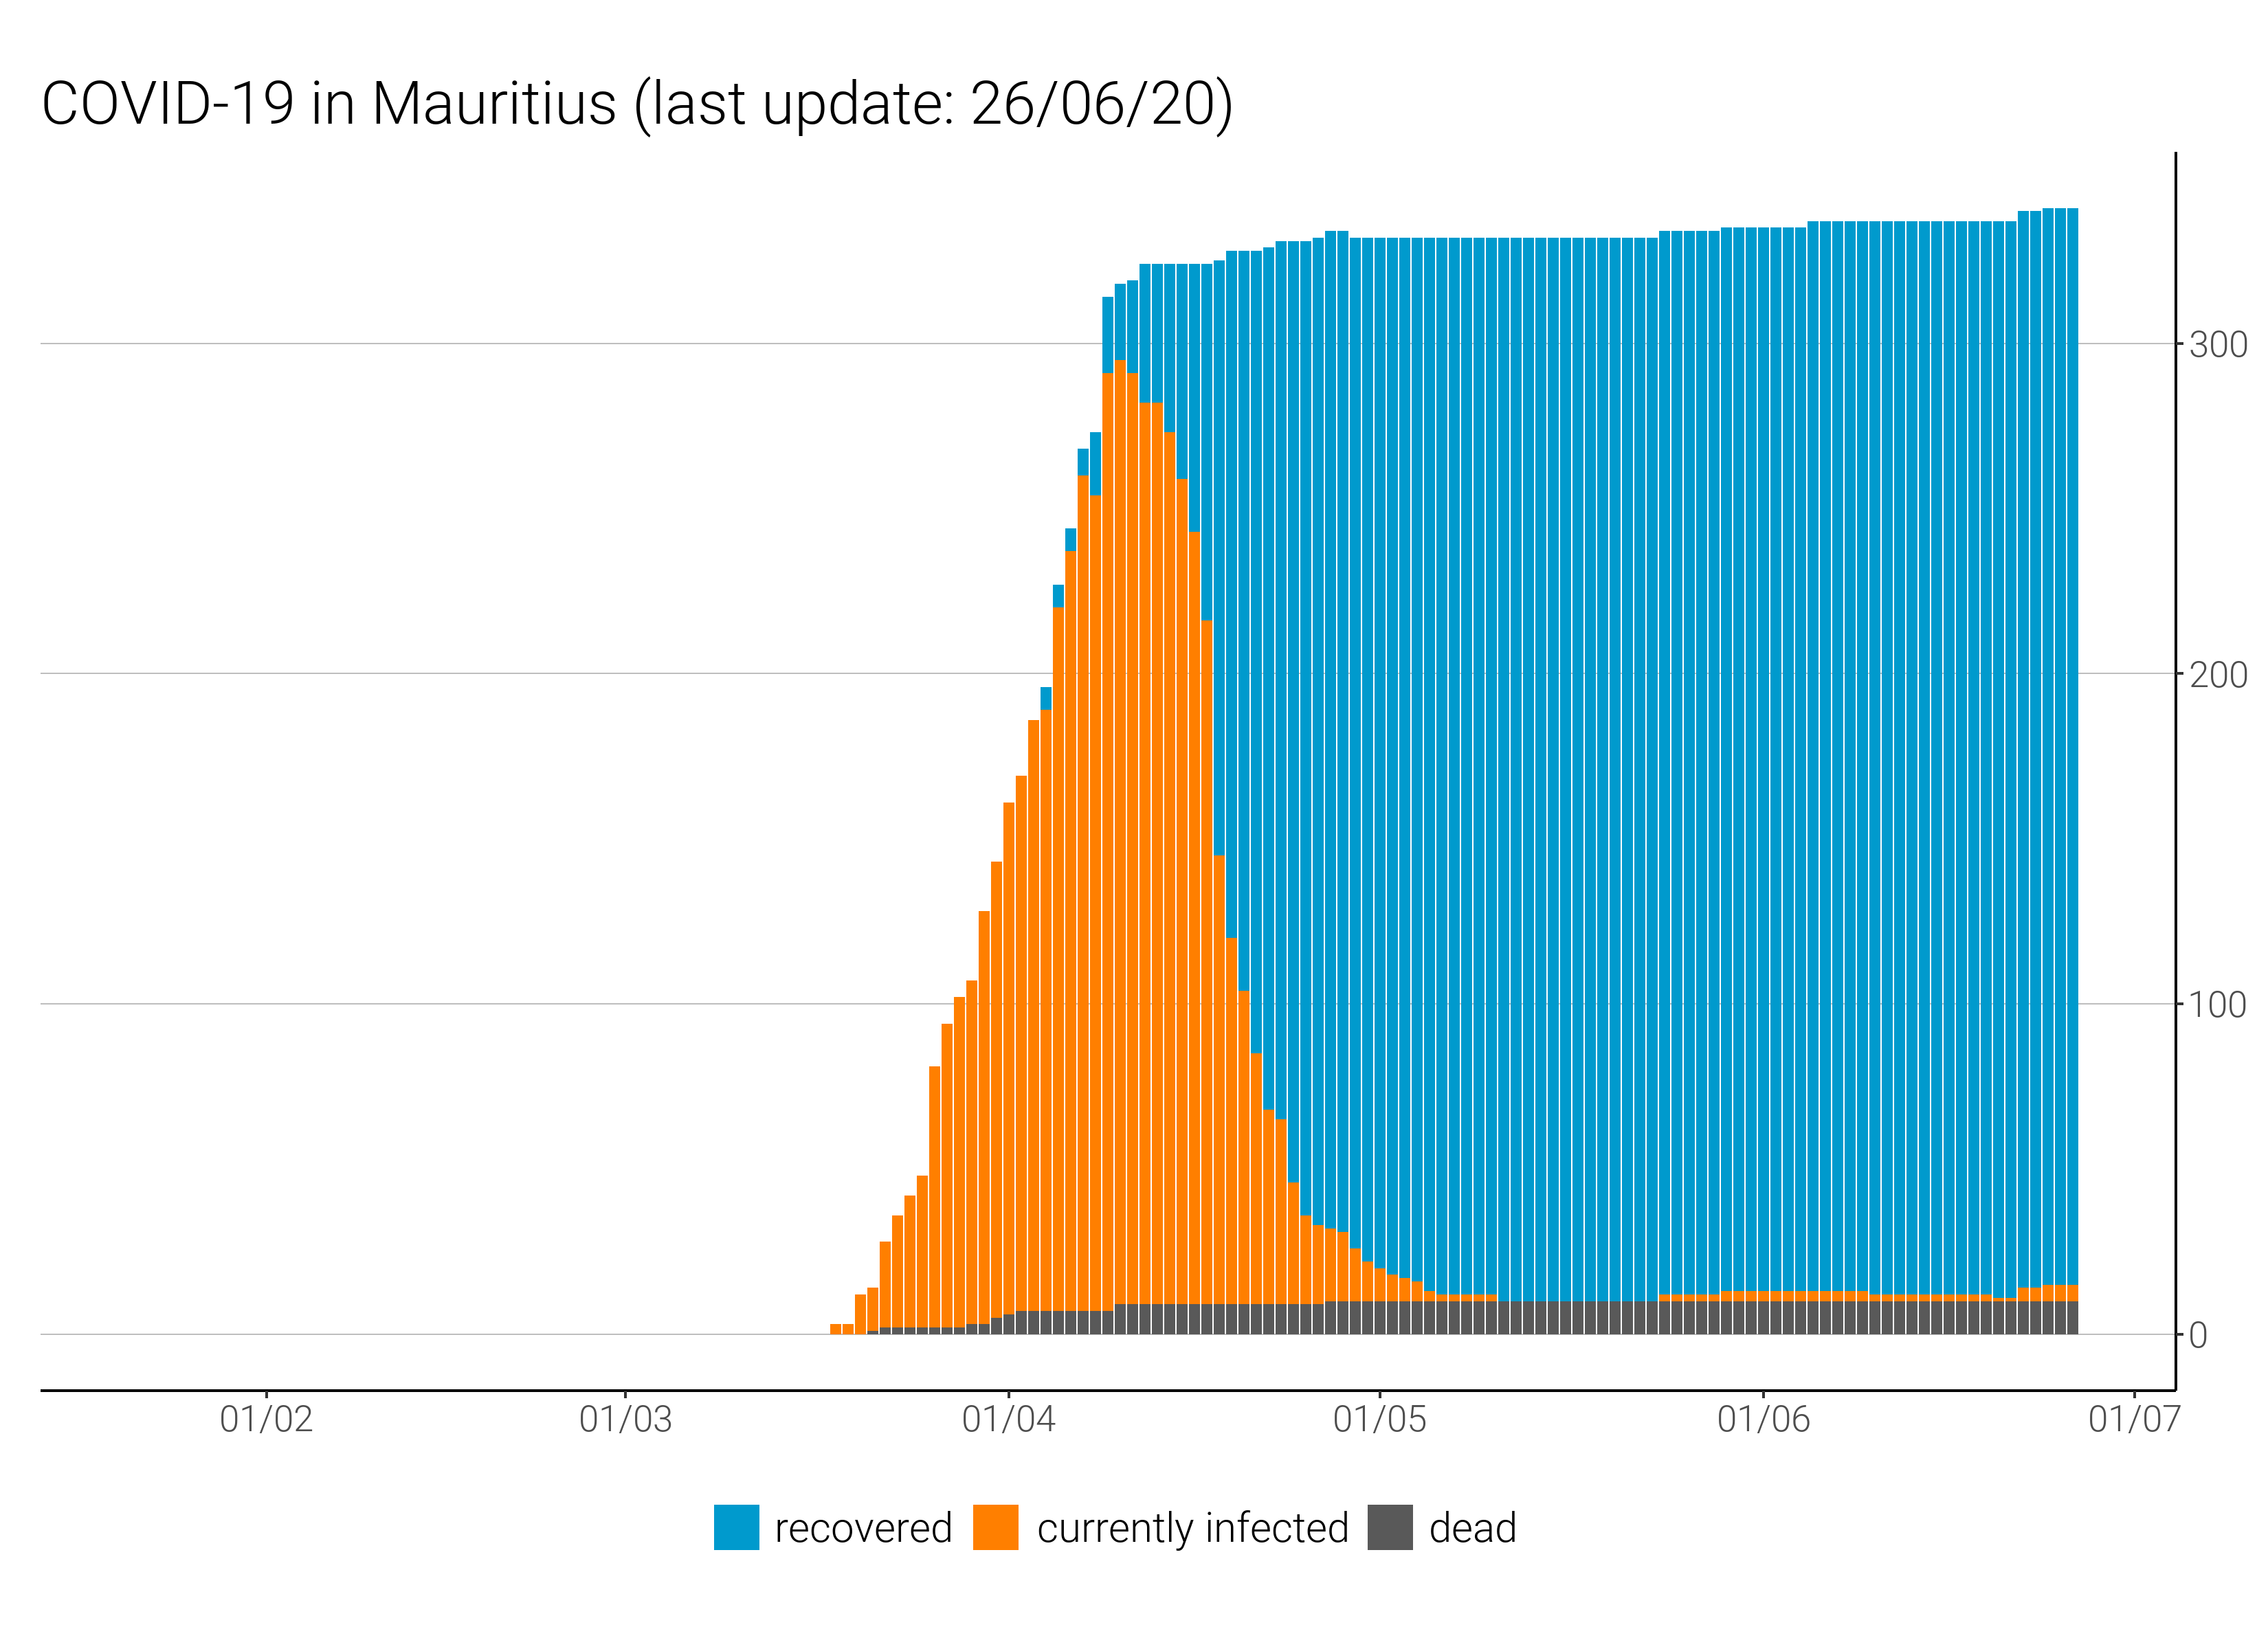 COVID-19 in Mauritius (last update: 26/06/20)
300
200
100
0
01/02 01/03 01/04 01/05 01/06 01/07
recovered currently infected dead